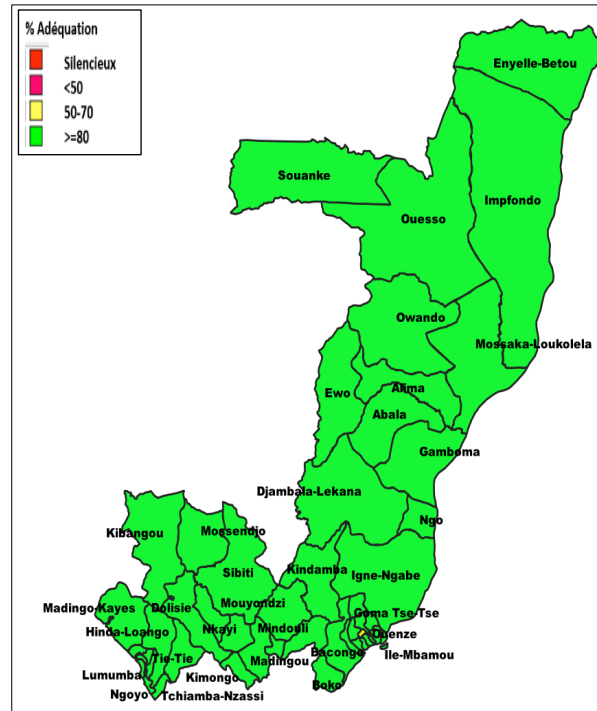 % Adéquation
Silencieux
<50
50-70
>=80
Enyelle-Betou
Souanke
Impfondo
Ouesso
Owando
Mossaka-Loukolela
Alima
Ewo
Abala
Gamboma
Djambala-Lekana
Ngo
Kibangou
Mossendjo
Sibiti
Kindamba
Igne-Ngabe
Madingo-Kayes
Dolisie
Mouyondzi
Goma Tse-Tse
Hinda-Loango
Nkayi
Mindouli
Ouenze
Bacongo
Ile-Mbamou
Tie-Tie
Madingou
Lumumba
Kimongo
Boko
Ngoyo
Tchiamba-Nzassi